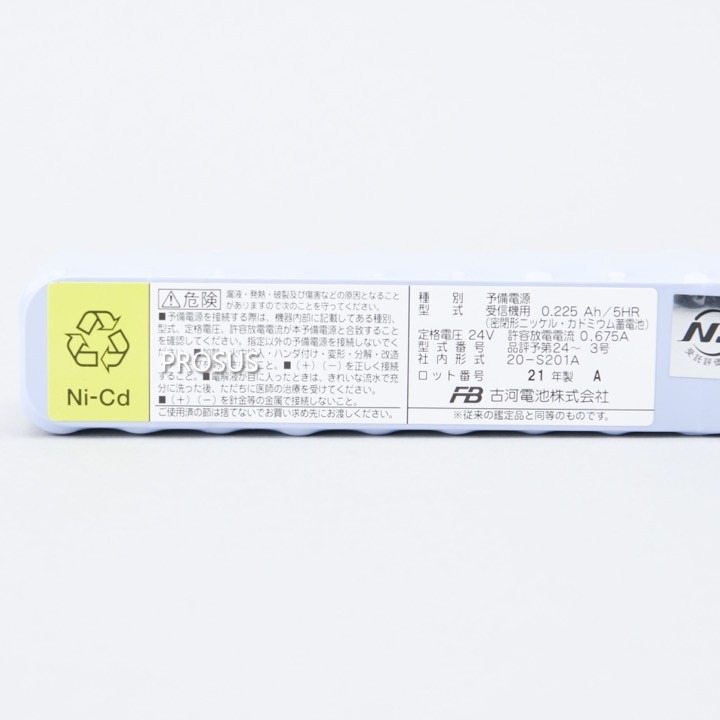 Ni-Cd
危険
漏液・発熱・破裂及び傷害などの原因となること
がありますので次のことを守ってください。
■予備電源を接続する際は、機器内部に記載してある種別、
型式、定格電圧、許容放電電流が本予備電源と合致すること
を確認してください。指定以外の予備電源を接続しないでく
ハンダ付け・変形・分解・改造
■(+)(-)を正しく接続
すること。■電解液が目に入ったときは、きれいな流水で充
分に洗った後、ただちに医師の治療を受けてください。
■(+)(-)を針金等の金属で接続しないこと。
ご使用済の節は捨てないでお買い求め先にお渡しください。
PROSUS
種別 予備電源
型式 受信機用 0.225 Ah/5HR
(密閉形ニッケル・カドミウム蓄電池)
定格電圧 24V 許容放電電流 0.675A
型式番号 品評予第24~3号
社内形式 20-S201A
ロット番号 21年製 A
FB 古河電池株式会社
※従来の鑑定品と同等のものです。
受託評価